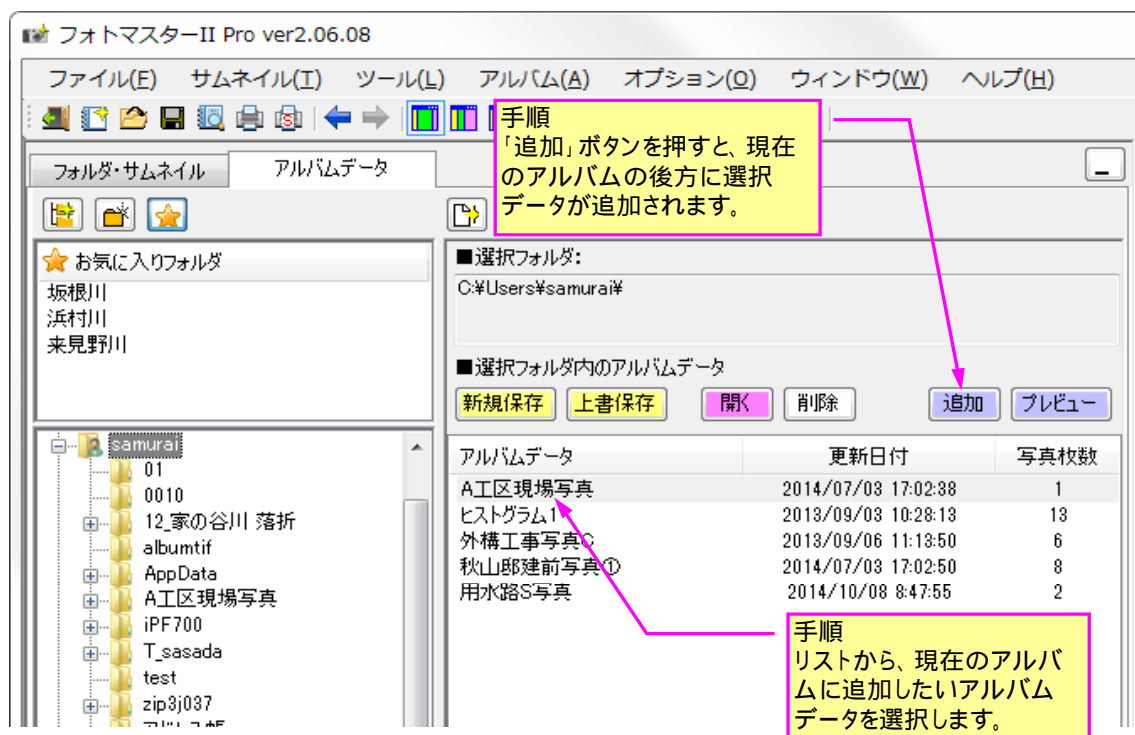 フォトマスターII Pro ver2.06.08
ファイル(F) サムネイル(T) ツール(L) アルバム(A) オプション(O) ウィンドウ(W) ヘルプ(H)
手順
「追加」ボタンを押すと、現在
のアルバムの後方に選択
データが追加されます。
フォルダ・サムネイル アルバムデータ
お気に入りフォルダ
坂根川
浜村川
来見野川
■選択フォルダ:
C:¥Users¥samurai¥
■選択フォルダ内のアルバムデータ
新規保存 上書保存 開く 削除 追加 プレビュー
samurai
01
0010
12_家の谷川 落折
albumtif
AppData
A工区現場写真
iPF700
T_sasada
test
zip3j037
アルバムデータ 更新日付 写真枚数
A工区現場写真 2014/07/03 17:02:38 1
ヒストグラム1 2013/09/03 10:28:13 13
外構工事写真C 2013/09/06 11:13:50 6
秋山邸建前写真① 2014/07/03 17:02:50 8
用水路S写真 2014/10/08 8:47:55 2
手順
リストから、現在のアルバ
ムに追加したいアルバム
データを選択します。